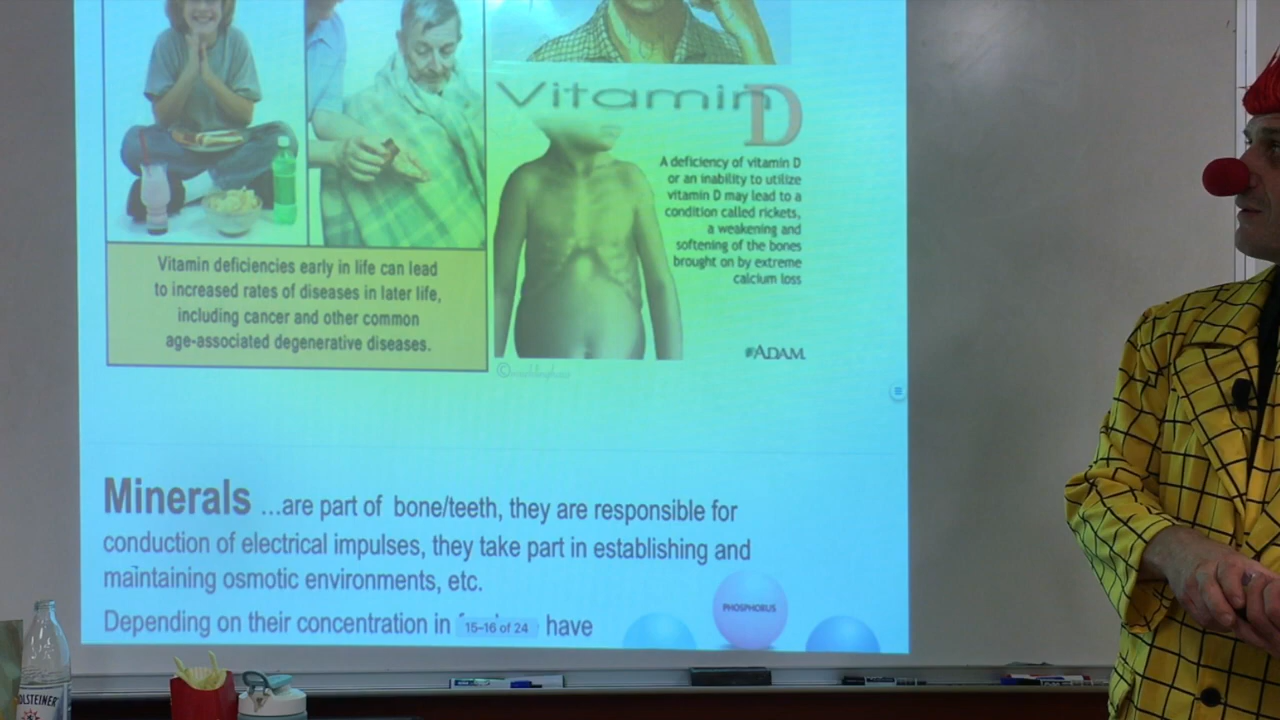 Vitamin D
A deficiency of vitamin D
or an inability to utilize
vitamin D may lead to a
condition called rickets,
a weakening and
softening of the bones
brought on by extreme
calcium loss
ADAM
Vitamin deficiencies early in life can lead
to increased rates of diseases in later life,
including cancer and other common
age-associated degenerative diseases.
Minerals ...are part of bone/teeth, they are responsible for
conduction of electrical impulses, they take part in establishing and
maintaining osmotic environments, etc.
Depending on their concentration in
15-16 of 24
have
PHOSPHORUS
OLSTEINER